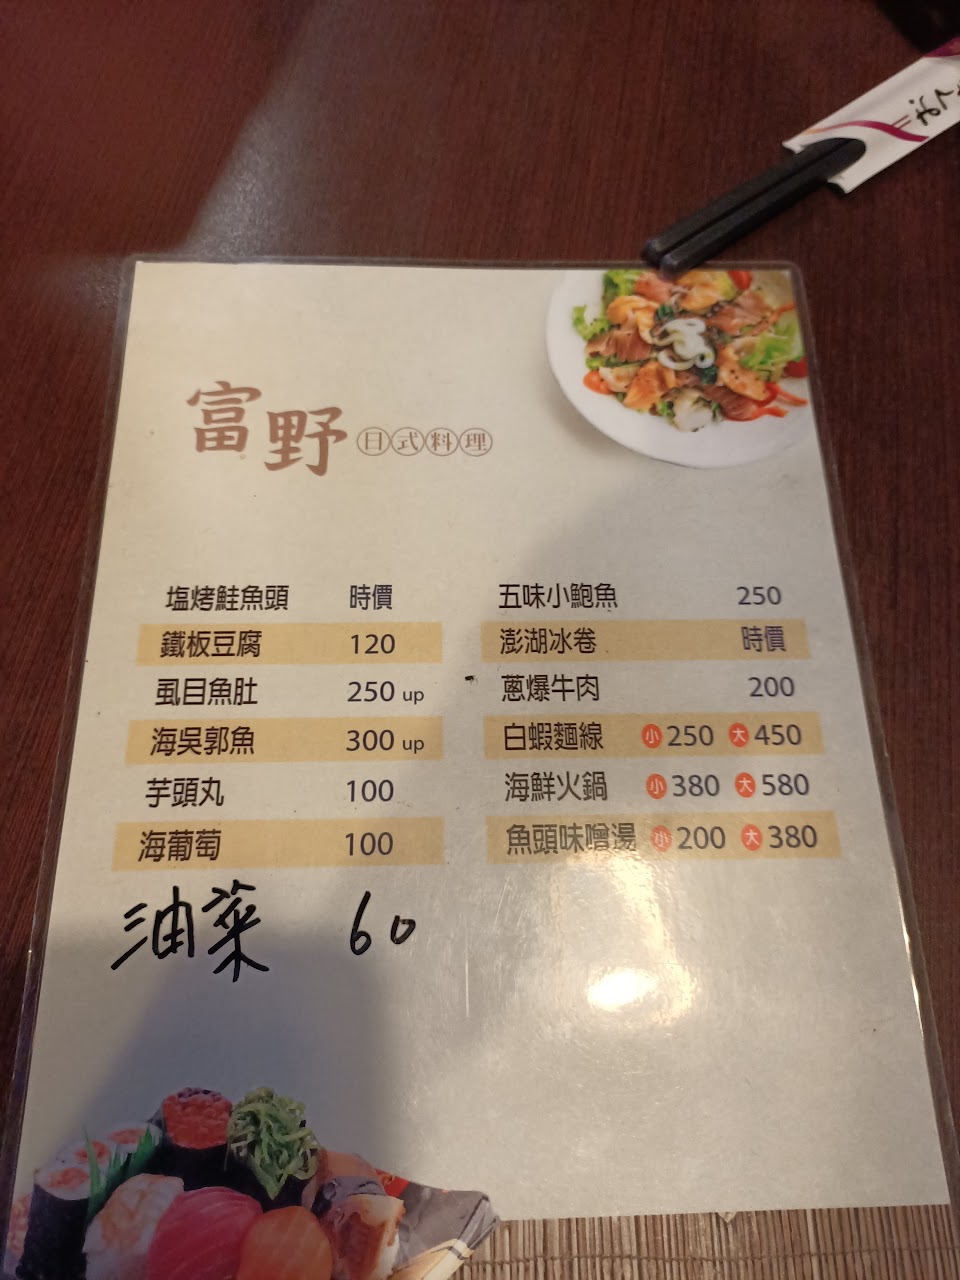 富野 日式料理
塩烤鮭魚頭 時價
鐵板豆腐 120
虱目魚肚 250 up
海吳郭魚 300 up
芋頭丸 100
海葡萄 100
油菜 60
五味小鮑魚 250
澎湖冰卷 時價
蔥爆牛肉 200
白蝦麵線 小 250 大 450
海鮮火鍋 小 380 大 580
魚頭味噌湯 小 200 大 380